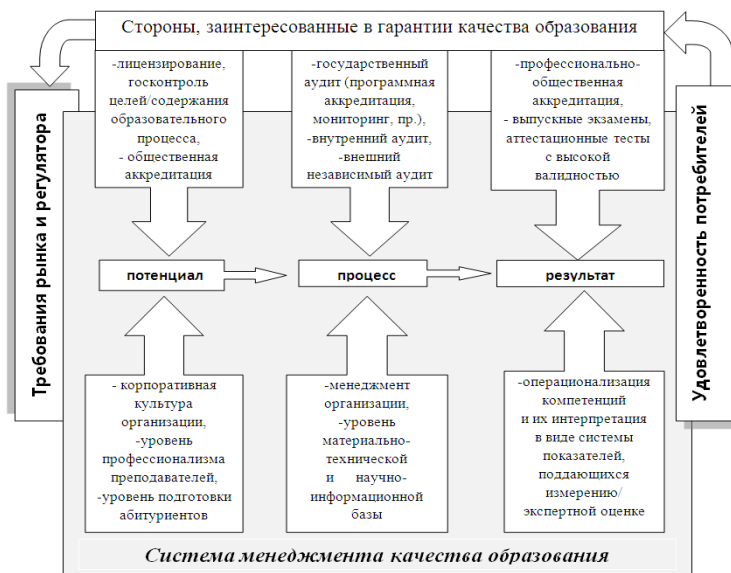 Стороны, заинтересованные в гарантии качества образования
Требования рынка и регулятора
-лицензирование,
госконтроль
целей/содержания
образовательного
процесса,
- общественная
аккредитация
-государственный
аудит (программная
аккредитация,
мониторинг, пр.),
-внутренний аудит,
-внешний
независимый аудит
-профессионально-
общественная
аккредитация,
- выпускные экзамены,
аттестационные тесты
с высокой
валидностью
Удовлетворенность потребителей
потенциал
процесс
результат
- корпоративная
культура
организации,
-уровень
профессионализма
преподавателей,
-уровень подготовки
абитуриентов
-менеджмент
организации,
-уровень
материально-
технической
и научно-
информационной
базы
-операционализация
компетенций
и их интерпретация
в виде системы
показателей,
поддающихся
измерению/
экспертной оценке
Система менеджмента качества образования